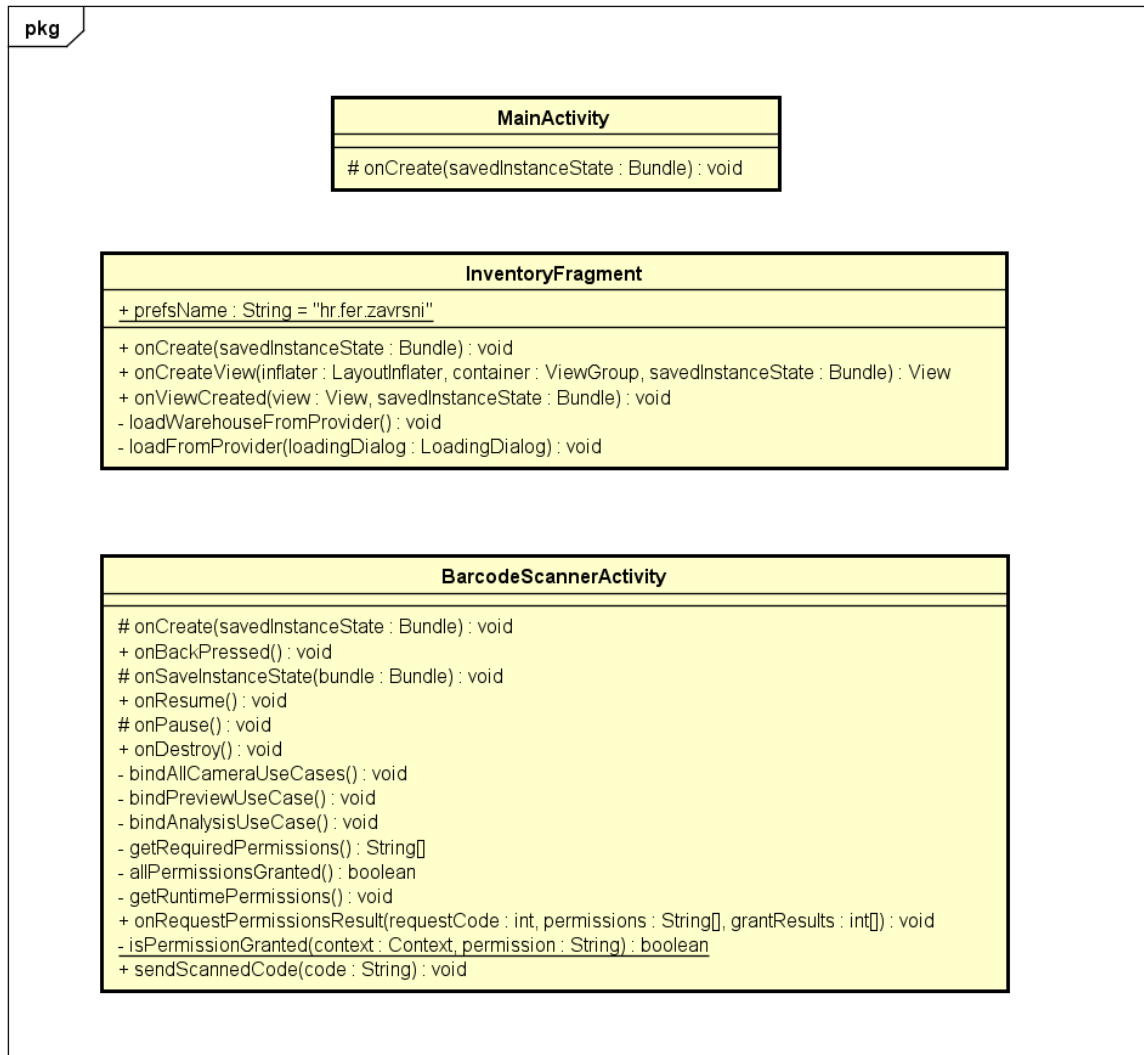 pkg
MainActivity
# onCreate(savedInstanceState : Bundle) : void
InventoryFragment
+ prefsName : String = "hr.fer.zavrsni"
+ onCreate(savedInstanceState : Bundle) : void
+ onCreateView(inflater : LayoutInflater, container : ViewGroup, savedInstanceState : Bundle) : View
+ onViewCreated(view : View, savedInstanceState : Bundle) : void
- loadWarehouseFromProvider() : void
- loadFromProvider(loadingDialog : LoadingDialog) : void
BarcodeScannerActivity
# onCreate(savedInstanceState : Bundle) : void
+ onBackPressed() : void
# onSaveInstanceState(bundle : Bundle) : void
+ onResume() : void
# onPause() : void
+ onDestroy() : void
- bindAllCameraUseCases() : void
- bindPreviewUseCase() : void
- bindAnalysisUseCase() : void
- getRequiredPermissions() : String[]
- allPermissionsGranted() : boolean
- getRuntimePermissions() : void
+ onRequestPermissionsResult(requestCode : int, permissions : String[], grantResults : int[]) : void
- isPermissionGranted(context : Context, permission : String) : boolean
+ sendScannedCode(code : String) : void